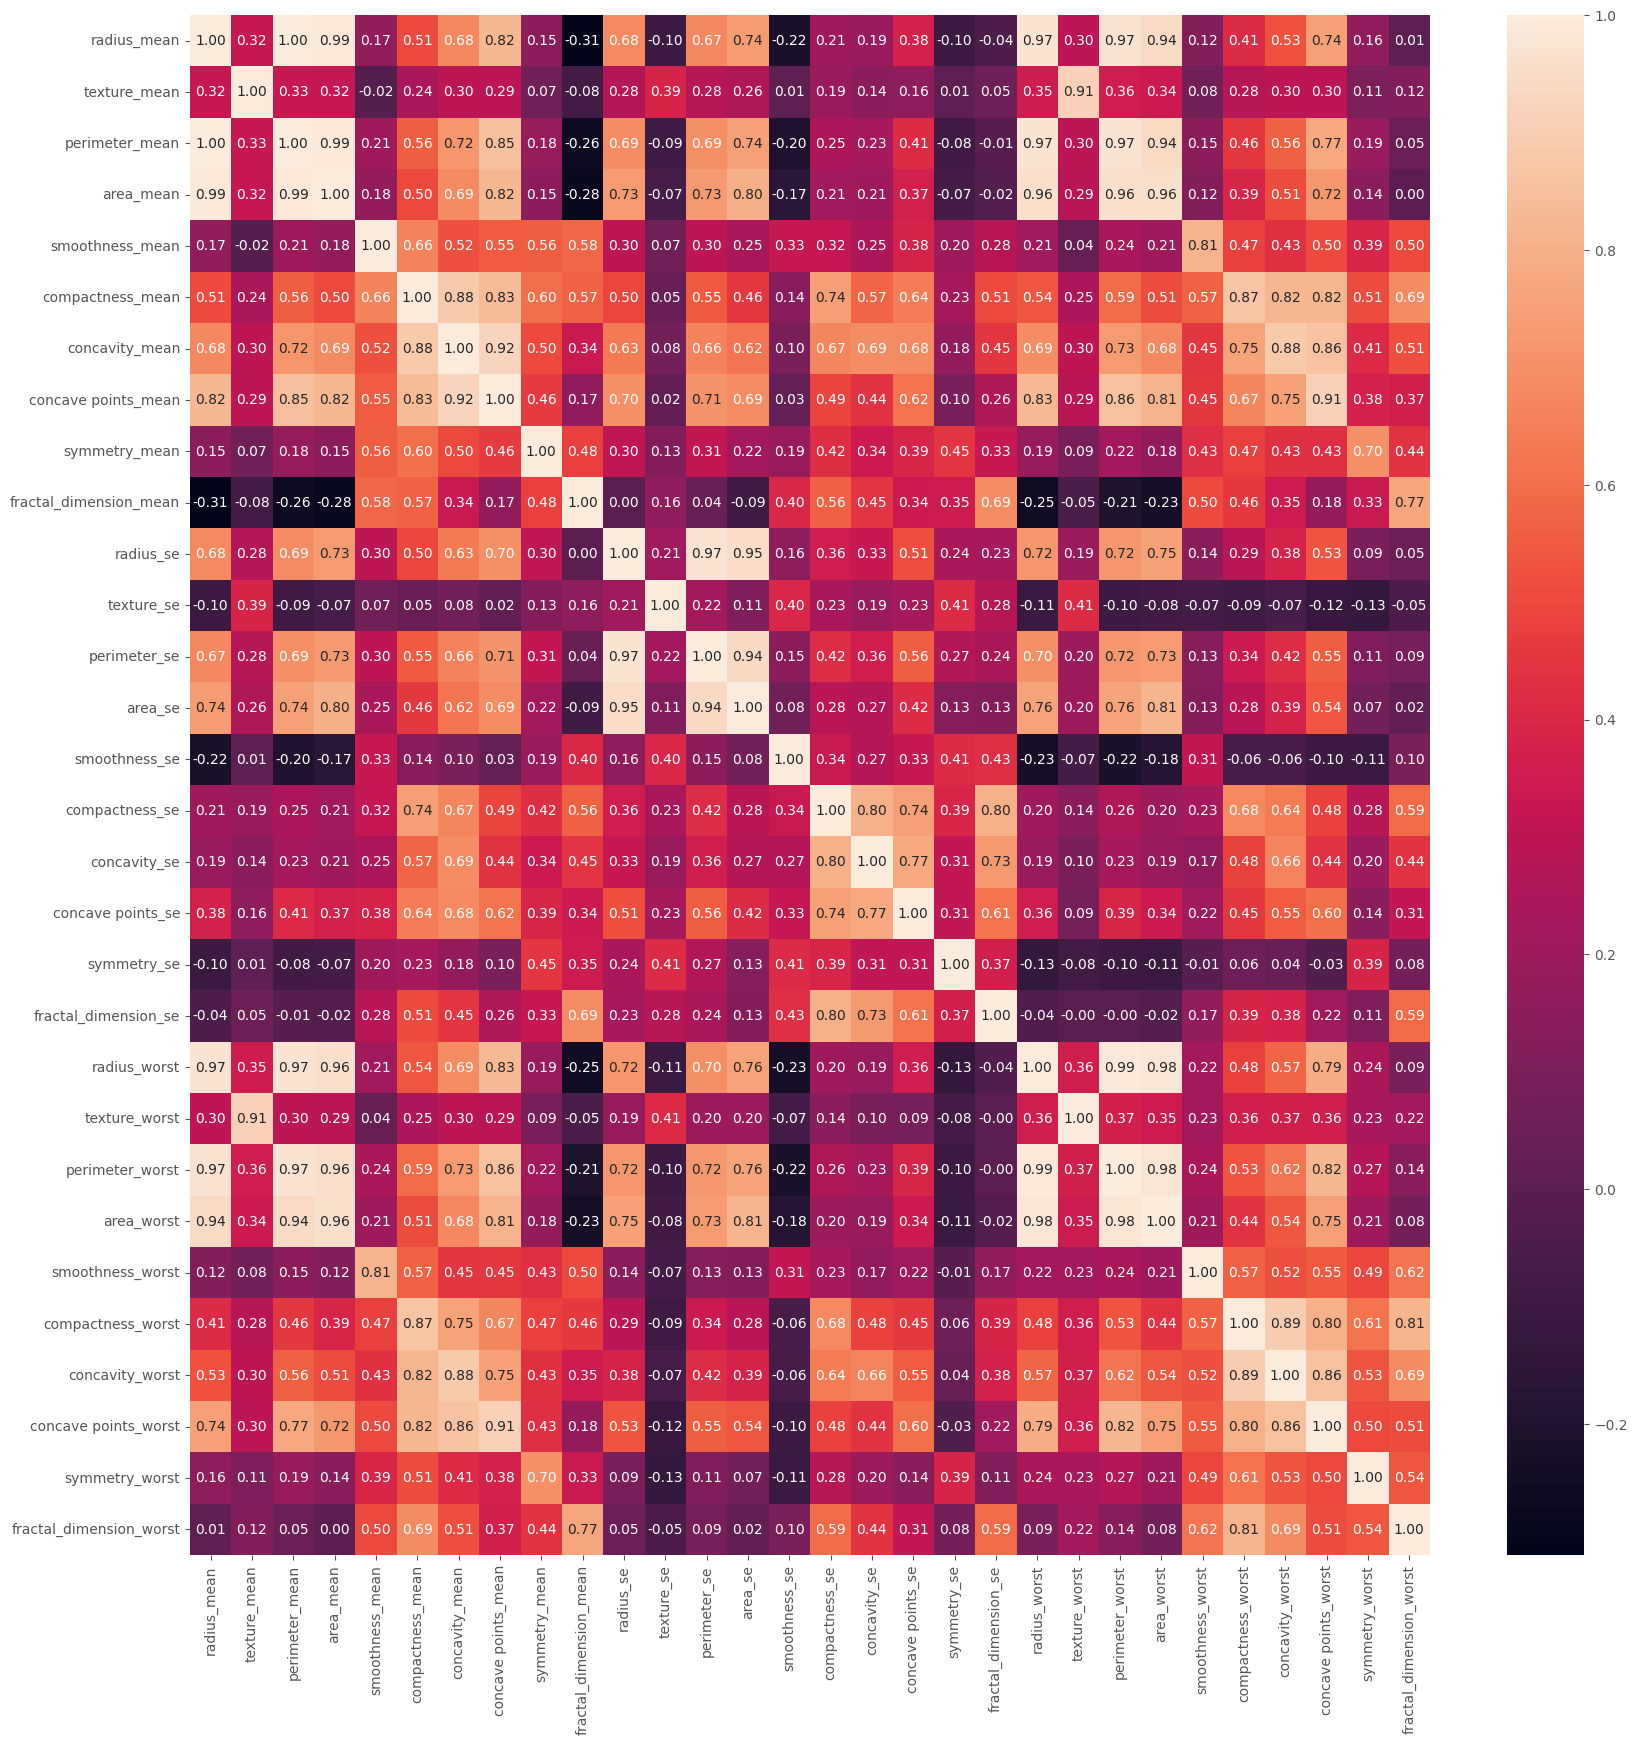 radius_mean 1.00 0.32 1.00 0.99 0.17 0.51 0.68 0.82 0.15 -0.31 0.68 -0.10 0.67 0.74 -0.22 0.21 0.19 0.38 -0.10 -0.04 0.97 0.30 0.97 0.94 0.12 0.41 0.53 0.74 0.16 0.01
texture_mean 0.32 1.00 0.33 0.32 -0.02 0.24 0.30 0.29 0.07 -0.08 0.28 0.39 0.28 0.26 0.01 0.19 0.14 0.16 0.01 0.05 0.35 0.91 0.36 0.34 0.08 0.28 0.30 0.30 0.11 0.12
perimeter_mean 1.00 0.33 1.00 0.99 0.21 0.56 0.72 0.85 0.18 -0.26 0.69 -0.09 0.69 0.74 -0.20 0.25 0.23 0.41 -0.08 -0.01 0.97 0.30 0.97 0.94 0.15 0.46 0.56 0.77 0.19 0.05
area_mean 0.99 0.32 0.99 1.00 0.18 0.50 0.69 0.82 0.15 -0.28 0.73 -0.07 0.73 0.80 -0.17 0.21 0.21 0.37 -0.07 -0.02 0.96 0.29 0.96 0.96 0.12 0.39 0.51 0.72 0.14 0.00
smoothness_mean 0.17 -0.02 0.21 0.18 1.00 0.66 0.52 0.55 0.56 0.58 0.30 0.07 0.30 0.25 0.33 0.32 0.25 0.38 0.20 0.28 0.21 0.04 0.24 0.21 0.81 0.47 0.43 0.50 0.39 0.50
compactness_mean 0.51 0.24 0.56 0.50 0.66 1.00 0.88 0.83 0.60 0.57 0.50 0.05 0.55 0.46 0.14 0.74 0.57 0.64 0.23 0.51 0.54 0.25 0.59 0.51 0.57 0.87 0.82 0.82 0.51 0.69
concavity_mean 0.68 0.30 0.72 0.69 0.52 0.88 1.00 0.92 0.50 0.34 0.63 0.08 0.66 0.62 0.10 0.67 0.69 0.68 0.18 0.45 0.69 0.30 0.73 0.68 0.45 0.75 0.88 0.86 0.41 0.51
concave points_mean 0.82 0.29 0.85 0.82 0.55 0.83 0.92 1.00 0.46 0.17 0.70 0.02 0.71 0.69 0.03 0.49 0.44 0.62 0.10 0.26 0.83 0.29 0.86 0.81 0.45 0.67 0.75 0.91 0.38 0.37
symmetry_mean 0.15 0.07 0.18 0.15 0.56 0.60 0.50 0.46 1.00 0.48 0.30 0.13 0.31 0.22 0.19 0.42 0.34 0.39 0.45 0.33 0.19 0.09 0.22 0.18 0.43 0.47 0.43 0.43 0.70 0.44
fractal_dimension_mean -0.31 -0.08 -0.26 -0.28 0.58 0.57 0.34 0.17 0.48 1.00 0.00 0.16 0.04 -0.09 0.40 0.56 0.45 0.34 0.35 0.69 -0.25 -0.05 -0.21 -0.23 0.50 0.46 0.35 0.18 0.33 0.77
radius_se 0.68 0.28 0.69 0.73 0.30 0.50 0.63 0.70 0.30 0.00 1.00 0.21 0.97 0.95 0.16 0.36 0.33 0.51 0.24 0.23 0.72 0.19 0.72 0.75 0.14 0.29 0.38 0.53 0.09 0.05
texture_se -0.10 0.39 -0.09 -0.07 0.07 0.05 0.08 0.02 0.13 0.16 0.21 1.00 0.22 0.11 0.40 0.23 0.19 0.23 0.41 0.28 -0.11 0.41 -0.10 -0.08 -0.07 -0.09 -0.07 -0.12 -0.13 -0.05
perimeter_se 0.67 0.28 0.69 0.73 0.30 0.55 0.66 0.71 0.31 0.04 0.97 0.22 1.00 0.94 0.15 0.42 0.36 0.56 0.27 0.24 0.70 0.20 0.72 0.73 0.13 0.34 0.42 0.55 0.11 0.09
area_se 0.74 0.26 0.74 0.80 0.25 0.46 0.62 0.69 0.22 -0.09 0.95 0.11 0.94 1.00 0.08 0.28 0.27 0.42 0.13 0.13 0.76 0.20 0.76 0.81 0.13 0.28 0.39 0.54 0.07 0.02
smoothness_se -0.22 0.01 -0.20 -0.17 0.33 0.14 0.10 0.03 0.19 0.40 0.16 0.40 0.15 0.08 1.00 0.34 0.27 0.33 0.41 0.43 -0.23 -0.07 -0.22 -0.18 0.31 -0.06 -0.06 -0.10 -0.11 0.10
compactness_se 0.21 0.19 0.25 0.21 0.32 0.74 0.67 0.49 0.42 0.56 0.36 0.23 0.42 0.28 0.34 1.00 0.80 0.74 0.39 0.80 0.20 0.14 0.26 0.20 0.23 0.68 0.64 0.48 0.28 0.59
concavity_se 0.19 0.14 0.23 0.21 0.25 0.57 0.69 0.44 0.34 0.45 0.33 0.19 0.36 0.27 0.27 0.80 1.00 0.77 0.31 0.73 0.19 0.10 0.23 0.19 0.17 0.48 0.66 0.44 0.20 0.44
concave points_se 0.38 0.16 0.41 0.37 0.38 0.64 0.68 0.62 0.39 0.34 0.51 0.23 0.56 0.42 0.33 0.74 0.77 1.00 0.31 0.61 0.36 0.09 0.39 0.34 0.22 0.45 0.55 0.60 0.14 0.31
symmetry_se -0.10 0.01 -0.08 -0.07 0.20 0.23 0.18 0.10 0.45 0.35 0.24 0.41 0.27 0.13 0.41 0.39 0.31 0.31 1.00 0.37 -0.13 -0.08 -0.10 -0.11 -0.01 0.06 0.04 -0.03 0.39 0.08
fractal_dimension_se -0.04 0.05 -0.01 -0.02 0.28 0.51 0.45 0.26 0.33 0.69 0.23 0.28 0.24 0.13 0.43 0.80 0.73 0.61 0.37 1.00 -0.04 -0.00 -0.00 -0.02 0.17 0.39 0.38 0.22 0.11 0.59
radius_worst 0.97 0.35 0.97 0.96 0.21 0.54 0.69 0.83 0.19 -0.25 0.72 -0.11 0.70 0.76 -0.23 0.20 0.19 0.36 -0.13 -0.04 1.00 0.36 0.99 0.98 0.22 0.48 0.57 0.79 0.24 0.09
texture_worst 0.30 0.91 0.30 0.29 0.04 0.25 0.30 0.29 0.09 -0.05 0.19 0.41 0.20 0.20 -0.07 0.14 0.10 0.09 -0.08 -0.00 0.36 1.00 0.37 0.35 0.23 0.36 0.37 0.36 0.23 0.22
perimeter_worst 0.97 0.36 0.97 0.96 0.24 0.59 0.73 0.86 0.22 -0.21 0.72 -0.10 0.72 0.76 -0.22 0.26 0.23 0.39 -0.10 -0.00 0.99 0.37 1.00 0.98 0.24 0.53 0.62 0.82 0.27 0.14
area_worst 0.94 0.34 0.94 0.96 0.21 0.51 0.68 0.81 0.18 -0.23 0.75 -0.08 0.73 0.81 -0.18 0.20 0.19 0.34 -0.11 -0.02 0.98 0.35 0.98 1.00 0.21 0.44 0.54 0.75 0.21 0.08
smoothness_worst 0.12 0.08 0.15 0.12 0.81 0.57 0.45 0.45 0.43 0.50 0.14 -0.07 0.13 0.13 0.31 0.23 0.17 0.22 -0.01 0.17 0.22 0.23 0.24 0.21 1.00 0.57 0.52 0.55 0.49 0.62
compactness_worst 0.41 0.28 0.46 0.39 0.47 0.87 0.75 0.67 0.47 0.46 0.29 -0.09 0.34 0.28 -0.06 0.68 0.48 0.45 0.06 0.39 0.48 0.36 0.53 0.44 0.57 1.00 0.89 0.80 0.61 0.81
concavity_worst 0.53 0.30 0.56 0.51 0.43 0.82 0.88 0.75 0.43 0.35 0.38 -0.07 0.42 0.39 -0.06 0.64 0.66 0.55 0.04 0.38 0.57 0.37 0.62 0.54 0.52 0.89 1.00 0.86 0.53 0.69
concave points_worst 0.74 0.30 0.77 0.72 0.50 0.82 0.86 0.91 0.43 0.18 0.53 -0.12 0.55 0.54 -0.10 0.48 0.44 0.60 -0.03 0.22 0.79 0.36 0.82 0.75 0.55 0.80 0.86 1.00 0.50 0.51
symmetry_worst 0.16 0.11 0.19 0.14 0.39 0.51 0.41 0.38 0.70 0.33 0.09 -0.13 0.11 0.07 -0.11 0.28 0.20 0.14 0.39 0.11 0.24 0.23 0.27 0.21 0.49 0.61 0.53 0.50 1.00 0.54
fractal_dimension_worst 0.01 0.12 0.05 0.00 0.50 0.69 0.51 0.37 0.44 0.77 0.05 -0.05 0.09 0.02 0.10 0.59 0.44 0.31 0.08 0.59 0.09 0.22 0.14 0.08 0.62 0.81 0.69 0.51 0.54 1.00
radius_mean
texture_mean
perimeter_mean
area_mean
smoothness_mean
compactness_mean
concavity_mean
concave points_mean
symmetry_mean
fractal_dimension_mean
radius_se
texture_se
perimeter_se
area_se
smoothness_se
compactness_se
concavity_se
concave points_se
symmetry_se
fractal_dimension_se
radius_worst
texture_worst
perimeter_worst
area_worst
smoothness_worst
compactness_worst
concavity_worst
concave points_worst
symmetry_worst
fractal_dimension_worst
1.0
0.8
0.6
0.4
0.2
0.0
−0.2